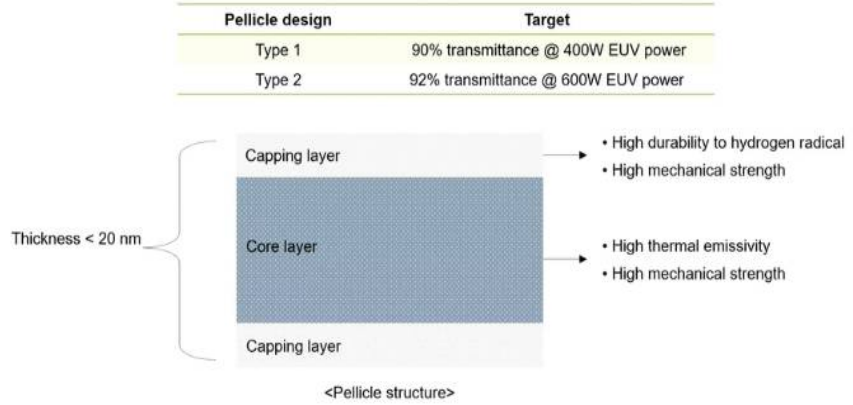 Pellicle design Target
Type 1 90% transmittance @ 400W EUV power
Type 2 92% transmittance @ 600W EUV power
Capping layer
• High durability to hydrogen radical
• High mechanical strength
Thickness < 20 nm
Core layer
• High thermal emissivity
• High mechanical strength
Capping layer
<Pellicle structure>